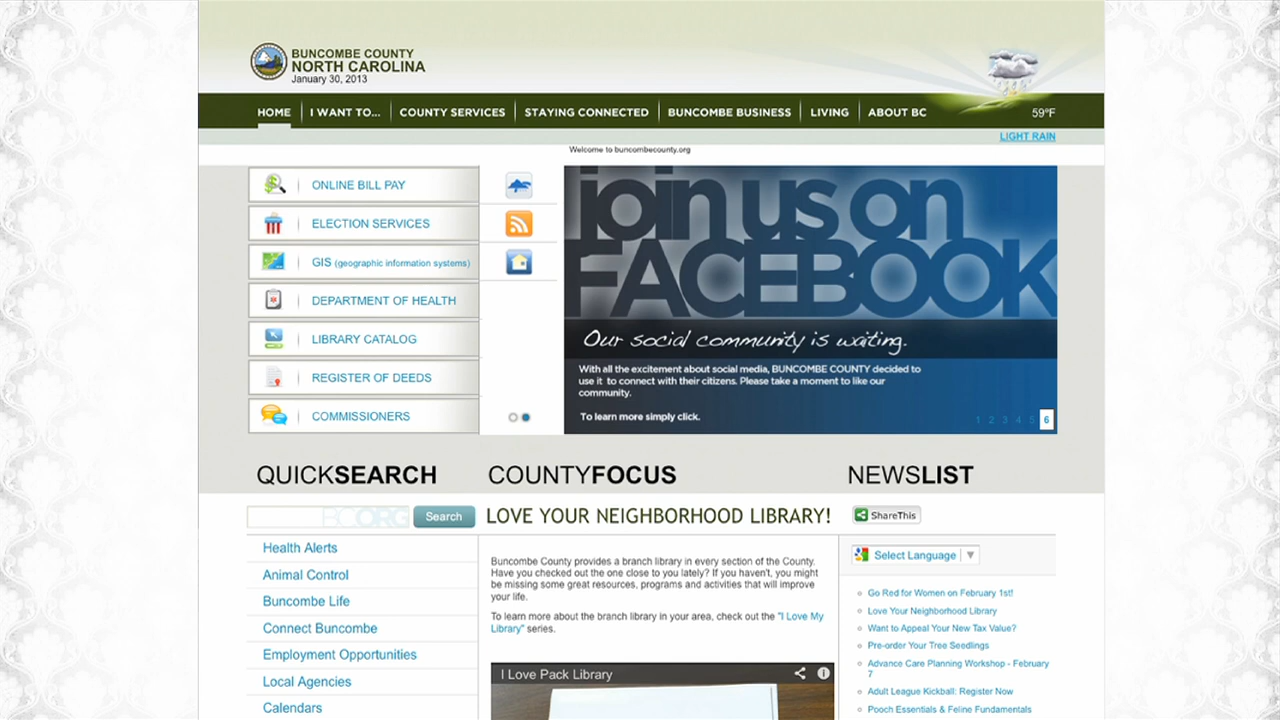 BUNCOMBE COUNTY
NORTH CAROLINA
January 30, 2013
HOME
I WANT TO...
COUNTY SERVICES
STAYING CONNECTED
BUNCOMBE BUSINESS
LIVING
ABOUT BC
59°F
LIGHT RAIN
Welcome to buncombecounty.org
ONLINE BILL PAY
ELECTION SERVICES
GIS (geographic information systems)
DEPARTMENT OF HEALTH
LIBRARY CATALOG
REGISTER OF DEEDS
COMMISSIONERS
join us on
FACEBOOK
Our social community is waiting.
With all the excitement about social media, BUNCOMBE COUNTY decided to
use it to connect with their citizens. Please take a moment to like our
community.
To learn more simply click.
1 2 3 4 5 6
QUICKSEARCH
BC.ORG
Search
Health Alerts
Animal Control
Buncombe Life
Connect Buncombe
Employment Opportunities
Local Agencies
Calendars
COUNTYFOCUS
LOVE YOUR NEIGHBORHOOD LIBRARY!
Buncombe County provides a branch library in every section of the County.
Have you checked out the one close to you lately? If you haven't, you might
be missing some great resources, programs and activities that will improve
your life.
To learn more about the branch library in your area, check out the "I Love My
Library" series.
I Love Pack Library
NEWSLIST
ShareThis
Select Language
Go Red for Women on February 1st!
Love Your Neighborhood Library
Want to Appeal Your New Tax Value?
Pre-order Your Tree Seedlings
Advance Care Planning Workshop - February
7
Adult League Kickball: Register Now
Pooch Essentials & Feline Fundamentals